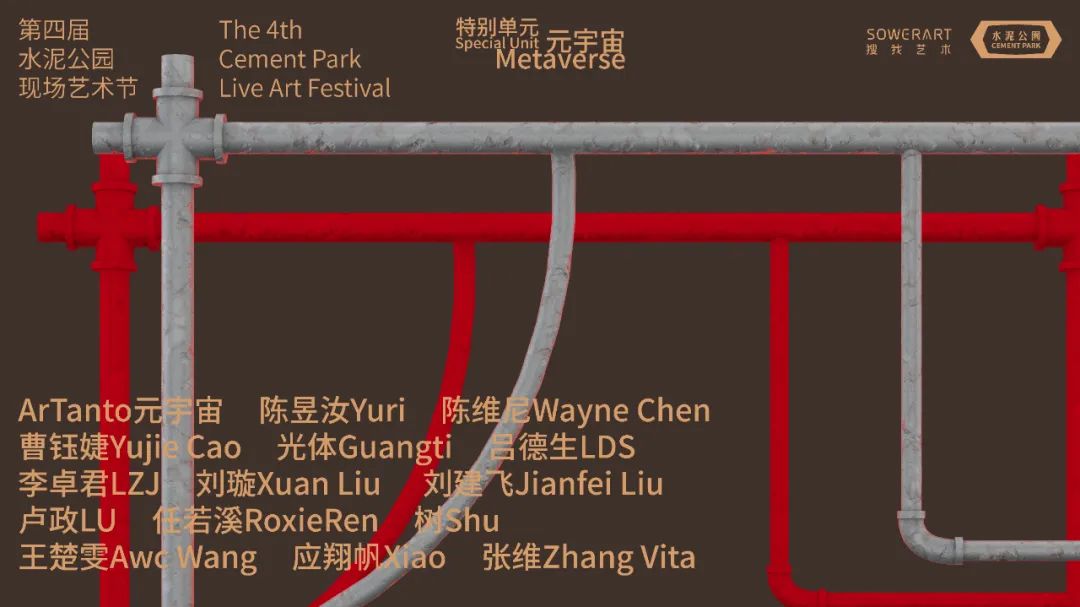 第四届
水泥公园
现场艺术节
The 4th
Cement Park
Live Art Festival
特别单元
Special Unit 元宇宙
Metaverse
SOWERART
搜找艺术
水泥公园
CEMENT PARK
ArTanto元宇宙 陈昱汝Yuri 陈维尼Wayne Chen
曹钰婕Yujie Cao 光体Guangti 吕德生LDS
李卓君LZJ 刘璇Xuan Liu 刘建飞Jianfei Liu
卢政LU 任若溪RoxieRen 树Shu
王楚雯Awc Wang 应翔帆Xiao 张维Zhang Vita